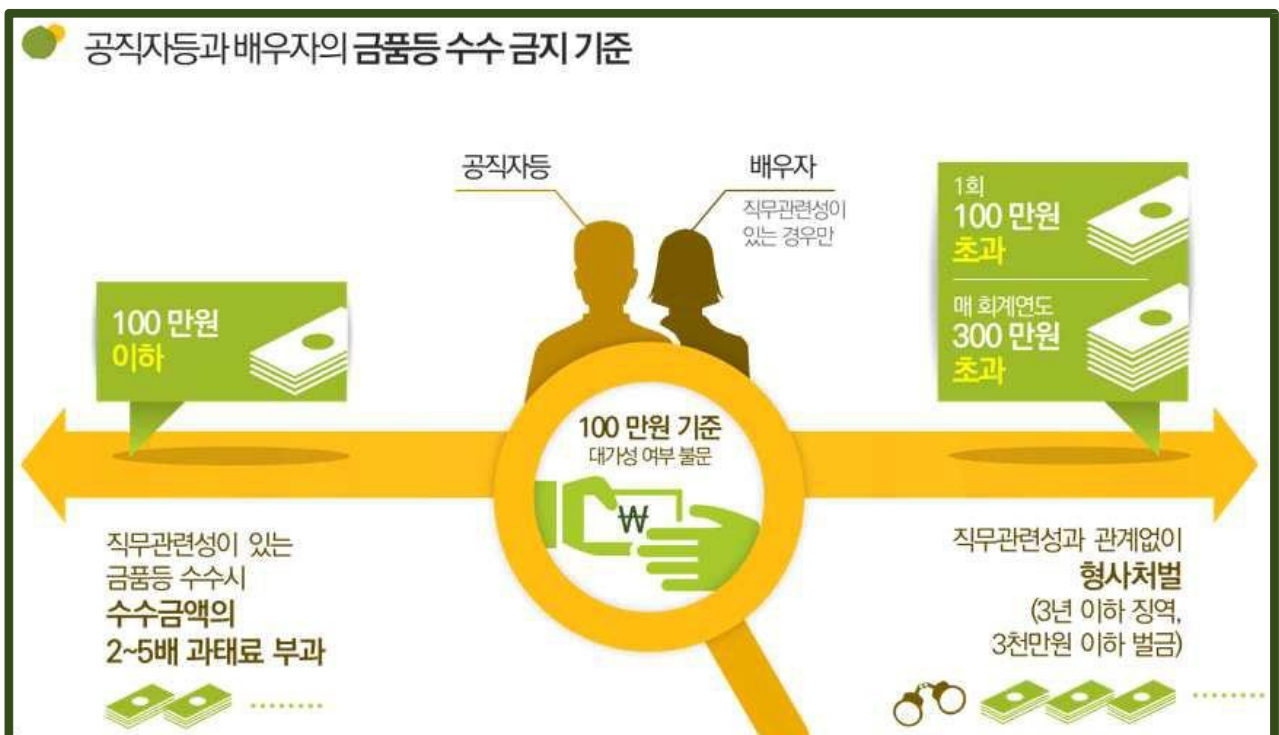 공직자등과 배우자의 금품등 수수 금지 기준
공직자등
배우자
직무관련성이
있는 경우만
100 만원
이하
1회
100 만원
초과
매 회계연도
300 만원
초과
100 만원 기준
대가성 여부 불문
₩
직무관련성이 있는
금품등 수수시
수수금액의
2~5배 과태료 부과
직무관련성과 관계없이
형사처벌
(3년 이하 징역,
3천만원 이하 벌금)